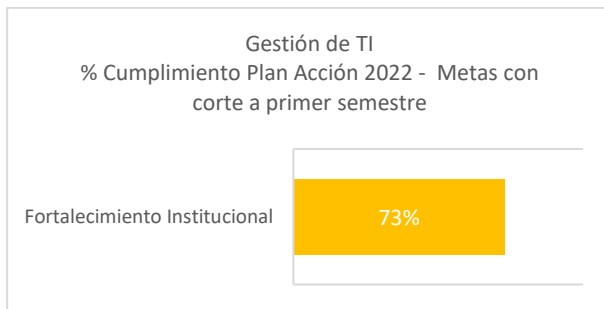 Gestión de TI
% Cumplimiento Plan Acción 2022 - Metas con
corte a primer semestre
Fortalecimiento Institucional
73%